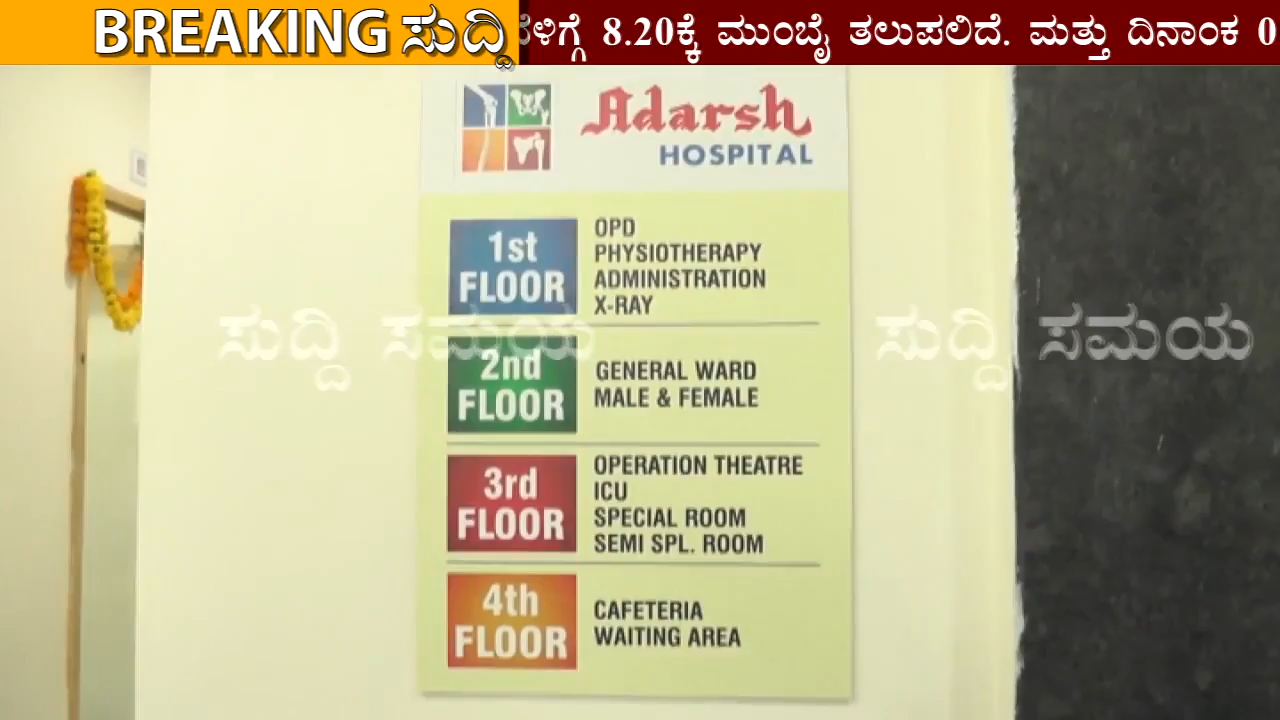 BREAKING ಸುದ್ದಿ
8.20ಕ್ಕೆ ಮುಂಬೈ ತಲುಪಲಿದೆ. ಮತ್ತು ದಿನಾಂಕ 0
Adarsh
HOSPITAL
1st
FLOOR
OPD
PHYSIOTHERAPY
ADMINISTRATION
X-RAY
ಸುದ್ದಿ ಸಮಯ
ಸುದ್ದಿ ಸಮಯ
2nd
FLOOR
GENERAL WARD
MALE & FEMALE
3rd
FLOOR
OPERATION THEATRE
ICU
SPECIAL ROOM
SEMI SPL. ROOM
4th
FLOOR
CAFETERIA
WAITING AREA